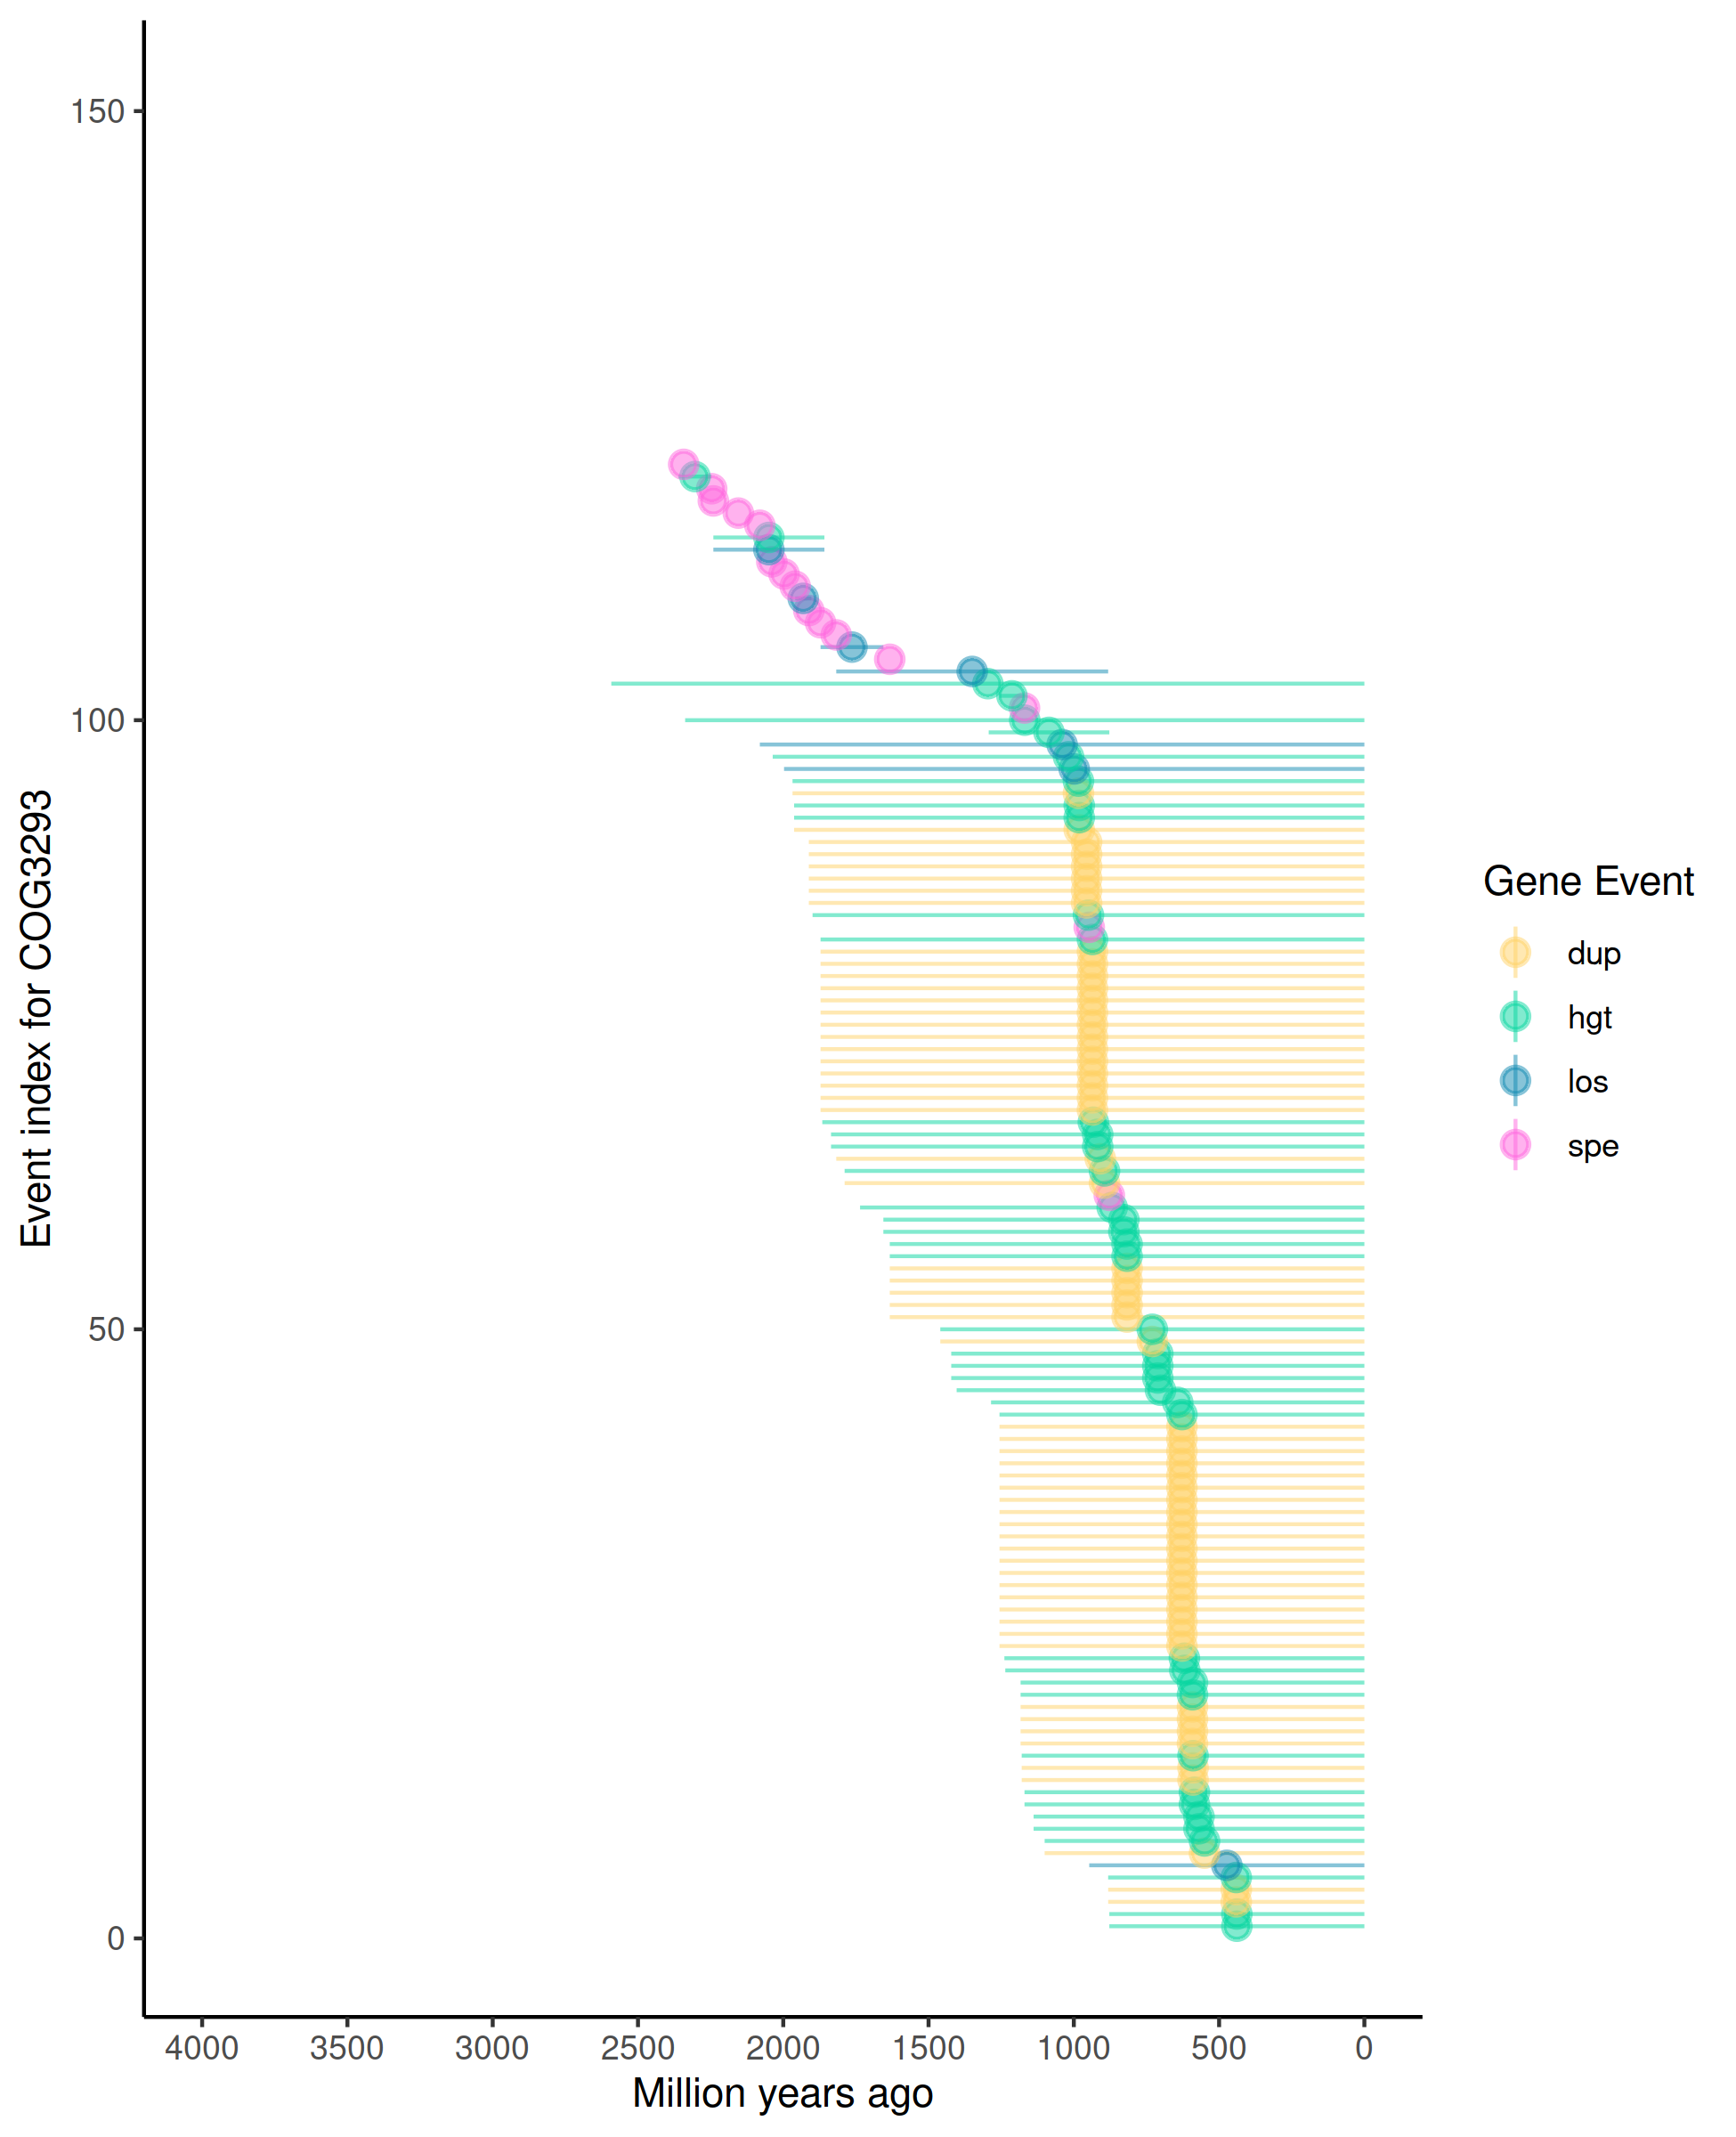 150
100
50
0
Event index for COG3293
4000 3500 3000 2500 2000 1500 1000 500 0
Million years ago
Gene Event
dup
hgt
los
spe